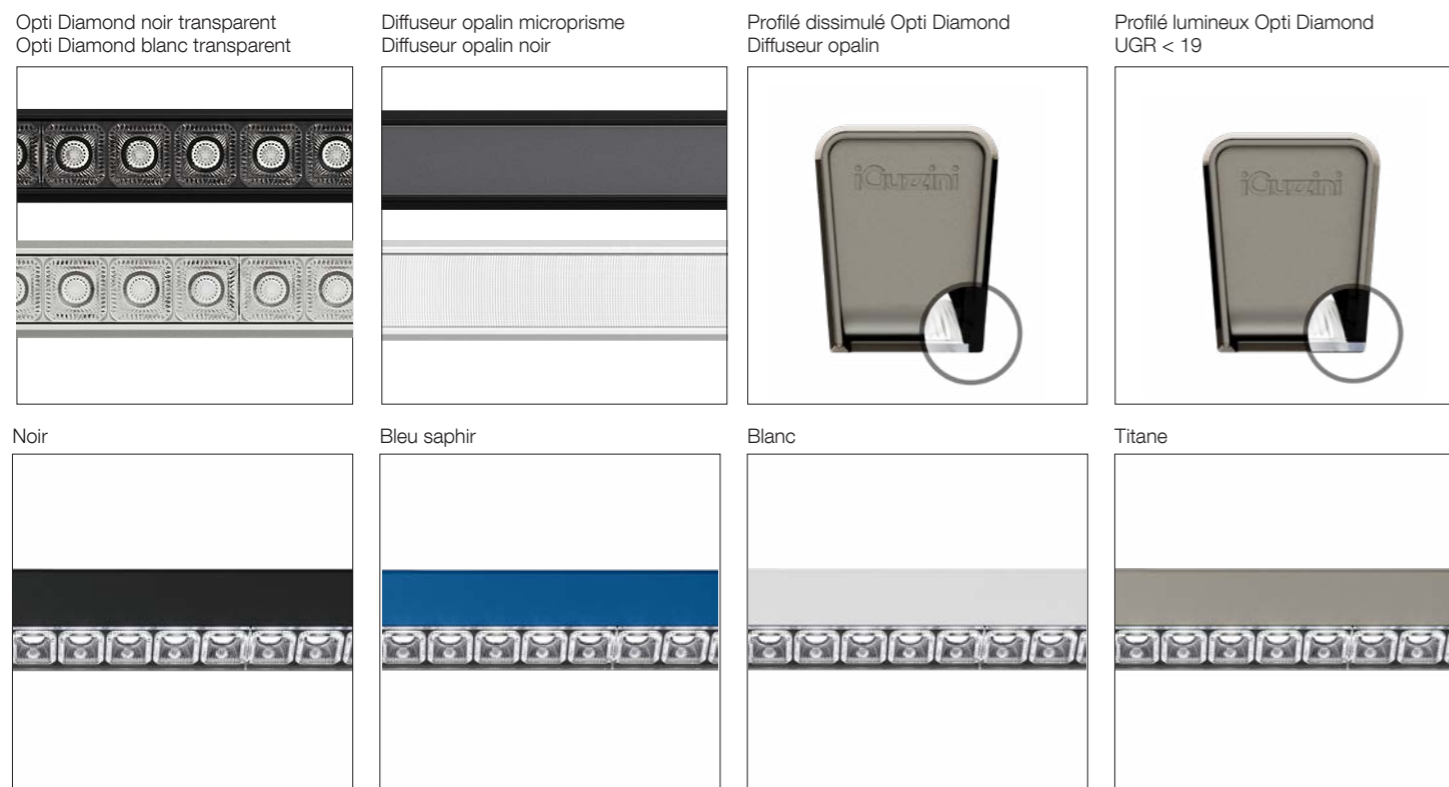 Opti Diamond noir transparent
Opti Diamond blanc transparent
Diffuseur opalin microprisme
Diffuseur opalin noir
Profilé dissimulé Opti Diamond
Diffuseur opalin
Profilé lumineux Opti Diamond
UGR < 19
iGuzzini
iGuzzini
Noir
Bleu saphir
Blanc
Titane